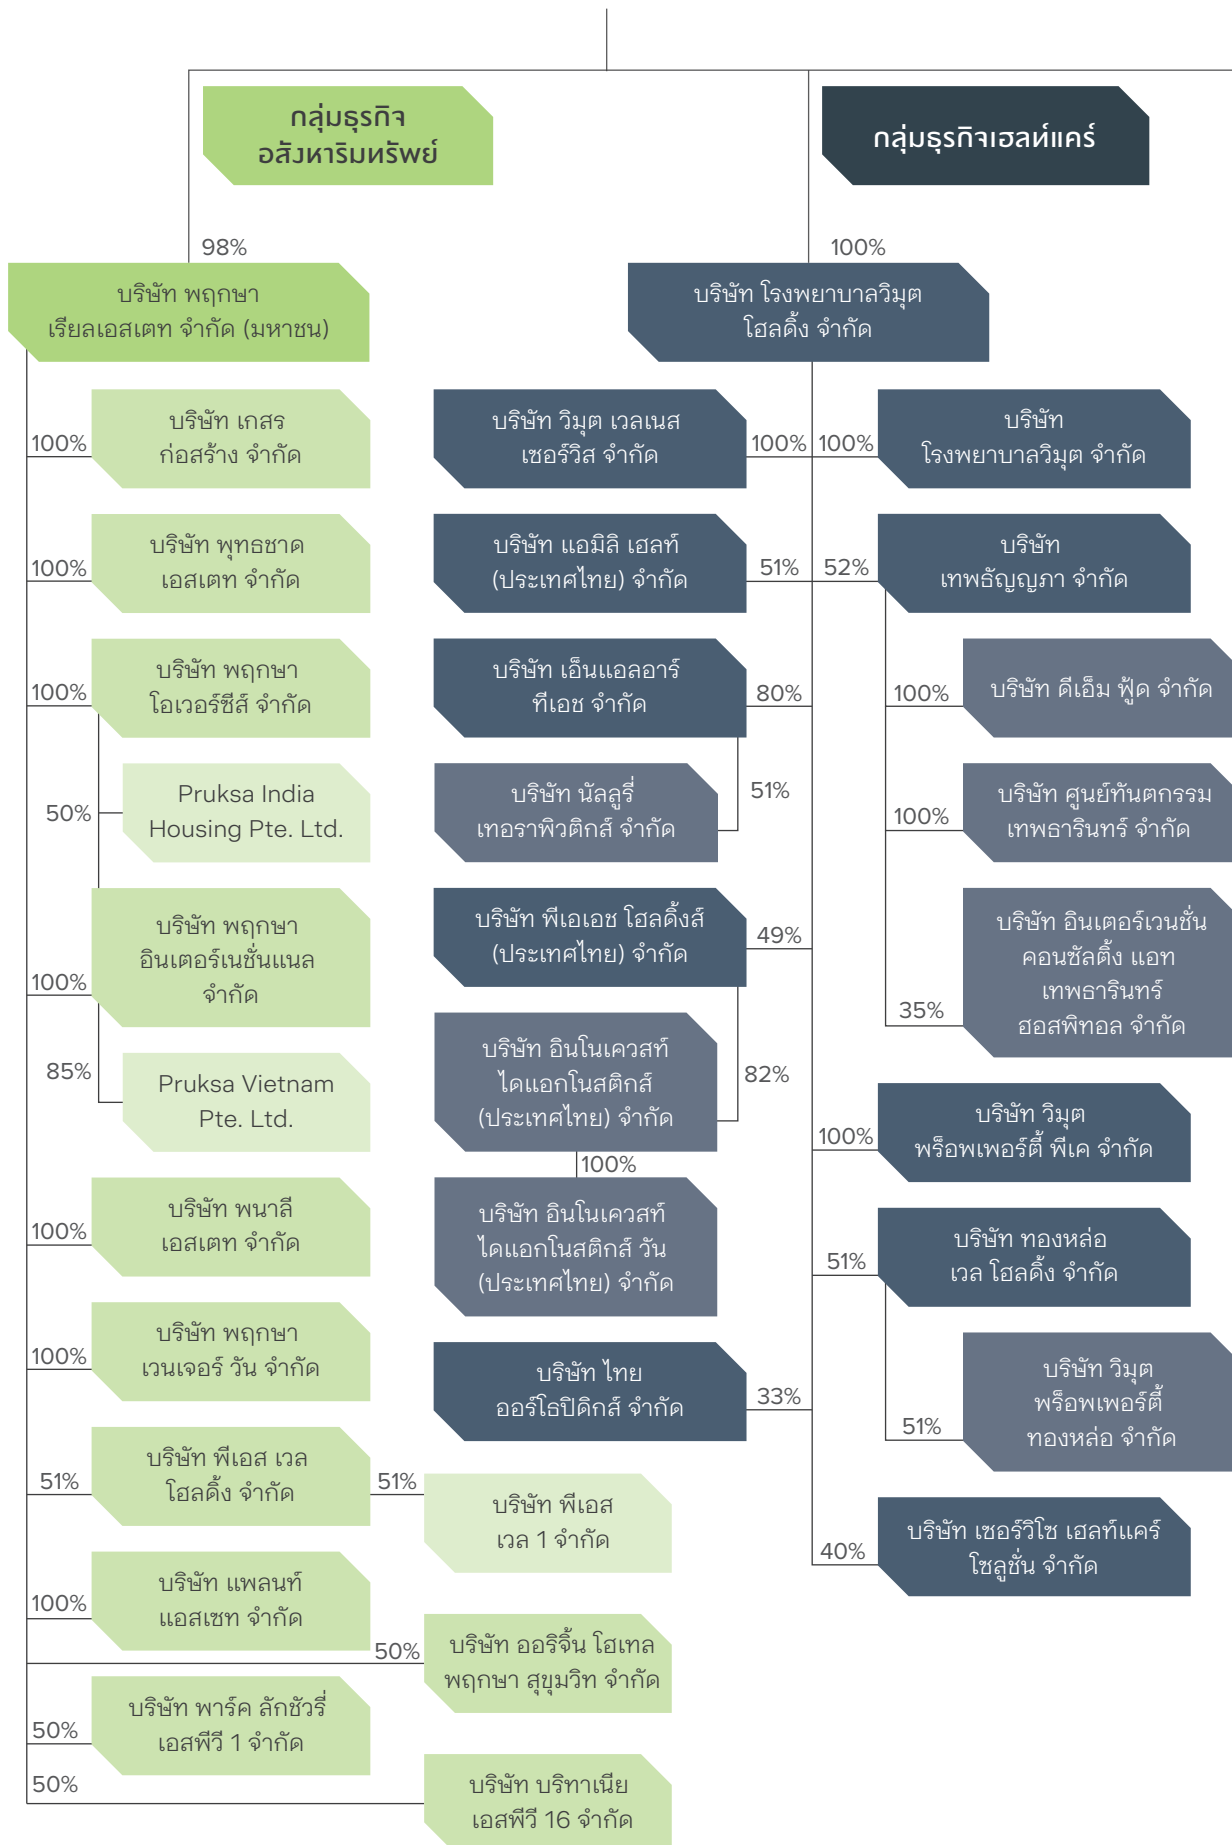 กลุ่มธุรกิจ
อสังหาริมทรัพย์
98%
บริษัท พฤกษา
เรียลเอสเตท จำกัด (มหาชน)
100%
บริษัท เกสร
ก่อสร้าง จำกัด
100%
บริษัท พุทธชาด
เอสเตท จำกัด
100%
บริษัท พฤกษา
โอเวอร์ซีส์ จำกัด
50%
Pruksa India
Housing Pte. Ltd.
100%
บริษัท พฤกษา
อินเตอร์เนชั่นแนล
จำกัด
85%
Pruksa Vietnam
Pte. Ltd.
100%
บริษัท พนาลี
เอสเตท จำกัด
100%
บริษัท พฤกษา
เวนเจอร์ วัน จำกัด
51%
บริษัท พีเอส เวล
โฮลดิ้ง จำกัด
51%
บริษัท พีเอส
เวล 1 จำกัด
100%
บริษัท แพลนท์
แอสเซท จำกัด
50%
บริษัท ออริจิ้น โฮเทล
พฤกษา สุขุมวิท จำกัด
50%
บริษัท พาร์ค ลักชัวรี่
เอสพีวี 1 จำกัด
50%
บริษัท บริทาเนีย
เอสพีวี 16 จำกัด
กลุ่มธุรกิจเฮลท์แคร์
100%
บริษัท โรงพยาบาลวิมุต
โฮลดิ้ง จำกัด
บริษัท วิมุต เวลเนส
เซอร์วิส จำกัด
100%
บริษัท แอมิลิ เฮลท์
(ประเทศไทย) จำกัด
51%
บริษัท เอ็นแอลอาร์
ทีเอช จำกัด
80%
บริษัท นัลลูรี่
เทอราพิวติกส์ จำกัด
51%
บริษัท พีเอเอช โฮลดิ้งส์
(ประเทศไทย) จำกัด
49%
บริษัท อินโนเควสท์
ไดแอกโนสติกส์
(ประเทศไทย) จำกัด
82%
100%
บริษัท อินโนเควสท์
ไดแอกโนสติกส์ วัน
(ประเทศไทย) จำกัด
บริษัท ไทย
ออร์โธปิดิกส์ จำกัด
33%
100%
บริษัท
โรงพยาบาลวิมุต จำกัด
52%
บริษัท
เทพธัญญภา จำกัด
100%
บริษัท ดีเอ็ม ฟู้ด จำกัด
100%
บริษัท ศูนย์ทันตกรรม
เทพธารินทร์ จำกัด
35%
บริษัท อินเตอร์เวนชั่น
คอนซัลติ้ง แอท
เทพธารินทร์
ฮอสพิทอล จำกัด
100%
บริษัท วิมุต
พร็อพเพอร์ตี้ พีเค จำกัด
51%
บริษัท ทองหล่อ
เวล โฮลดิ้ง จำกัด
51%
บริษัท วิมุต
พร็อพเพอร์ตี้
ทองหล่อ จำกัด
40%
บริษัท เซอร์วิโซ เฮลท์แคร์
โซลูชั่น จำกัด